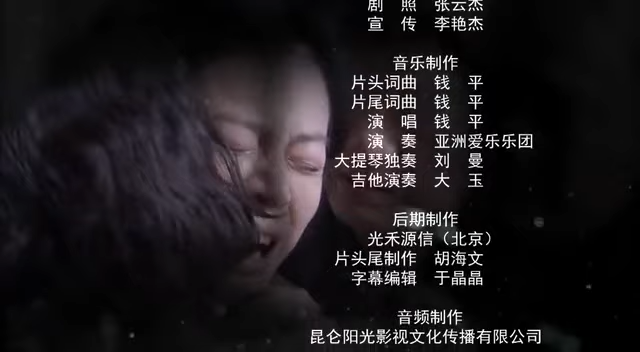 剧 照 张云杰
宣 传 李艳杰
音乐制作
片头词曲 钱 平
片尾词曲 钱 平
演 唱 钱 平
演 奏 亚洲爱乐乐团
大提琴独奏 刘 曼
吉他演奏 大 玉
后期制作
光禾源信（北京）
片头尾制作 胡海文
字幕编辑 于晶晶
音频制作
昆仑阳光影视文化传播有限公司